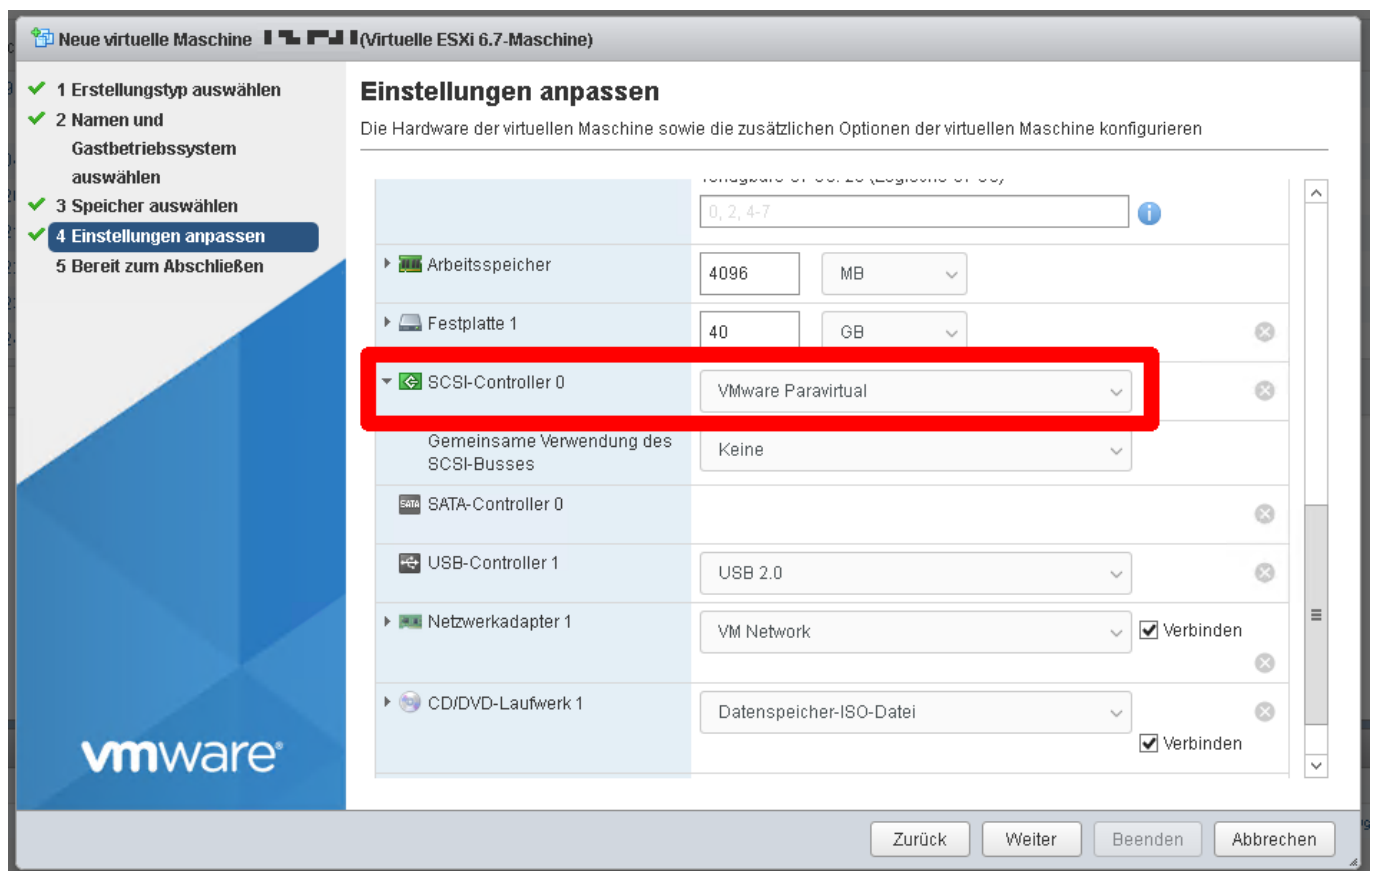 Neue virtuelle Maschine
(Virtuelle ESXi 6.7-Maschine)
1 Erstellungstyp auswählen
2 Namen und
Gastbetriebssystem
auswählen
3 Speicher auswählen
4 Einstellungen anpassen
5 Bereit zum Abschließen
vmware®
Einstellungen anpassen
Die Hardware der virtuellen Maschine sowie die zusätzlichen Optionen der virtuellen Maschine konfigurieren
0, 2, 4-7
Arbeitsspeicher
4096
MB
Festplatte 1
40
GB
SCSI-Controller 0
VMware Paravirtual
Gemeinsame Verwendung des
SCSI-Busses
Keine
SATA
SATA-Controller 0
USB-Controller 1
USB 2.0
Netzwerkadapter 1
VM Network
Verbinden
CD/DVD-Laufwerk 1
Datenspeicher-ISO-Datei
Verbinden
Zurück
Weiter
Beenden
Abbrechen